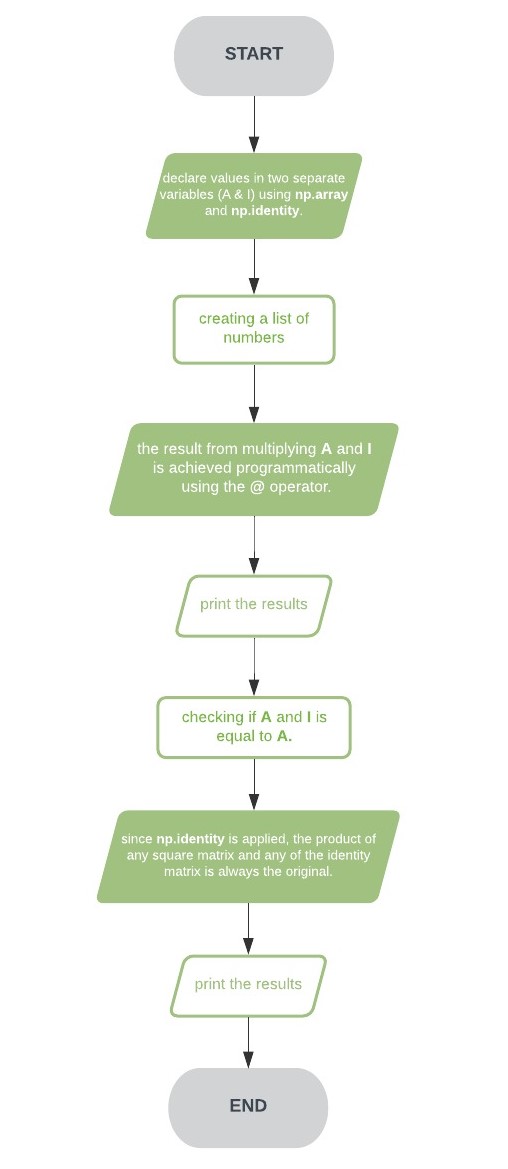 START
declare values in two separate
variables (A & I) using np.array
and np.identity.
creating a list of
numbers
the result from multiplying A and I
is achieved programmatically
using the @ operator.
print the results
checking if A and I is
equal to A.
since np.identity is applied, the product of
any square matrix and any of the identity
matrix is always the original.
print the results
END